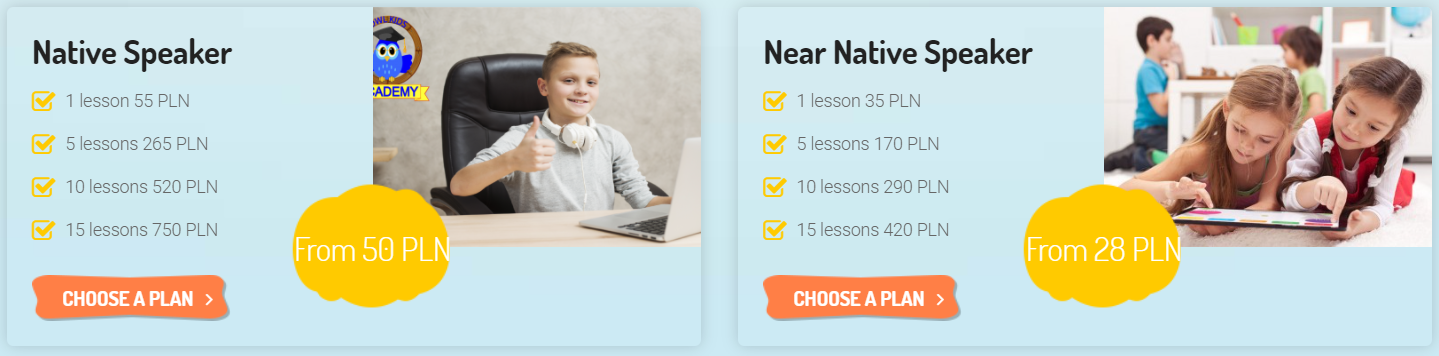 Native Speaker
1 lesson 55 PLN
5 lessons 265 PLN
10 lessons 520 PLN
15 lessons 750 PLN
From 50 PLN
CHOOSE A PLAN
ACADEMY
Near Native Speaker
1 lesson 35 PLN
5 lessons 170 PLN
10 lessons 290 PLN
15 lessons 420 PLN
From 28 PLN
CHOOSE A PLAN